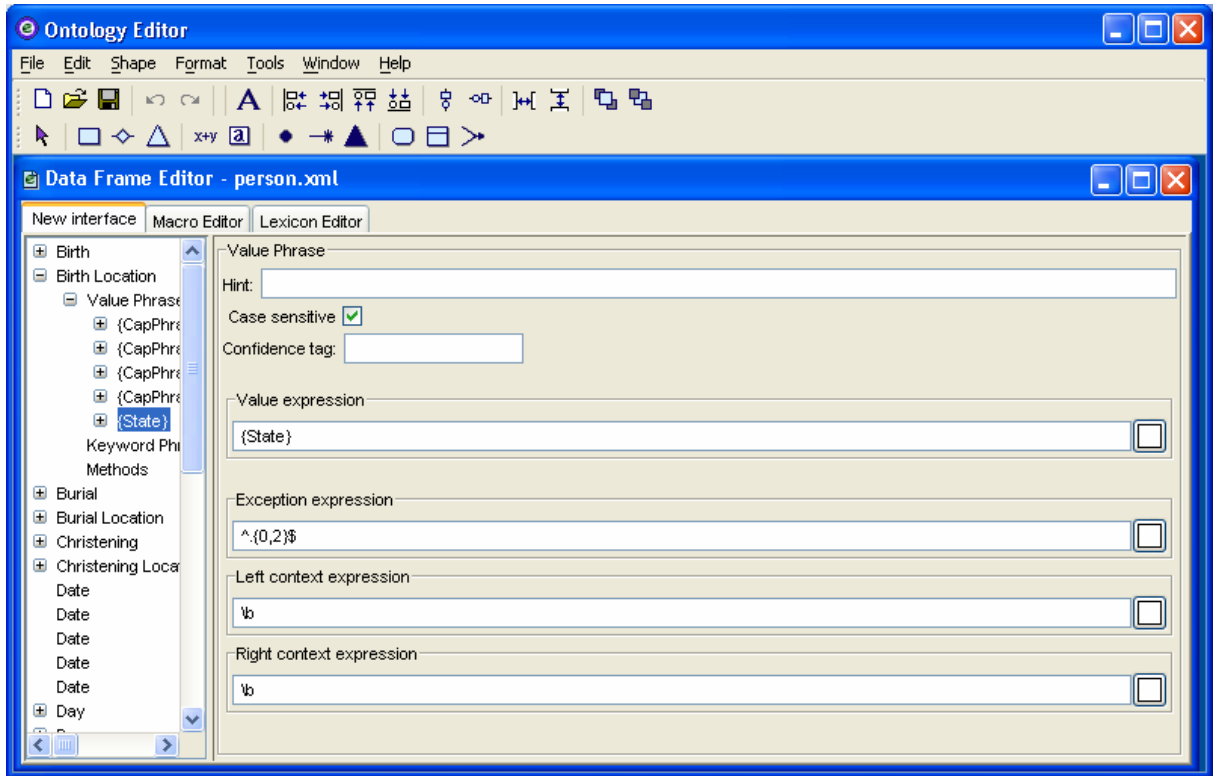 Ontology Editor
File Edit Shape Format Tools Window Help
A
x+y a
Data Frame Editor - person.xml
New interface Macro Editor Lexicon Editor
Birth
Birth Location
Value Phrase
{CapPhra
{CapPhra
{CapPhra
{CapPhra
{State}
Keyword Phr
Methods
Burial
Burial Location
Christening
Christening Loca
Date
Date
Date
Date
Date
Day
Value Phrase
Hint:
Case sensitive
Confidence tag:
Value expression
{State}
Exception expression
^.{0,2}$
Left context expression
\b
Right context expression
\b